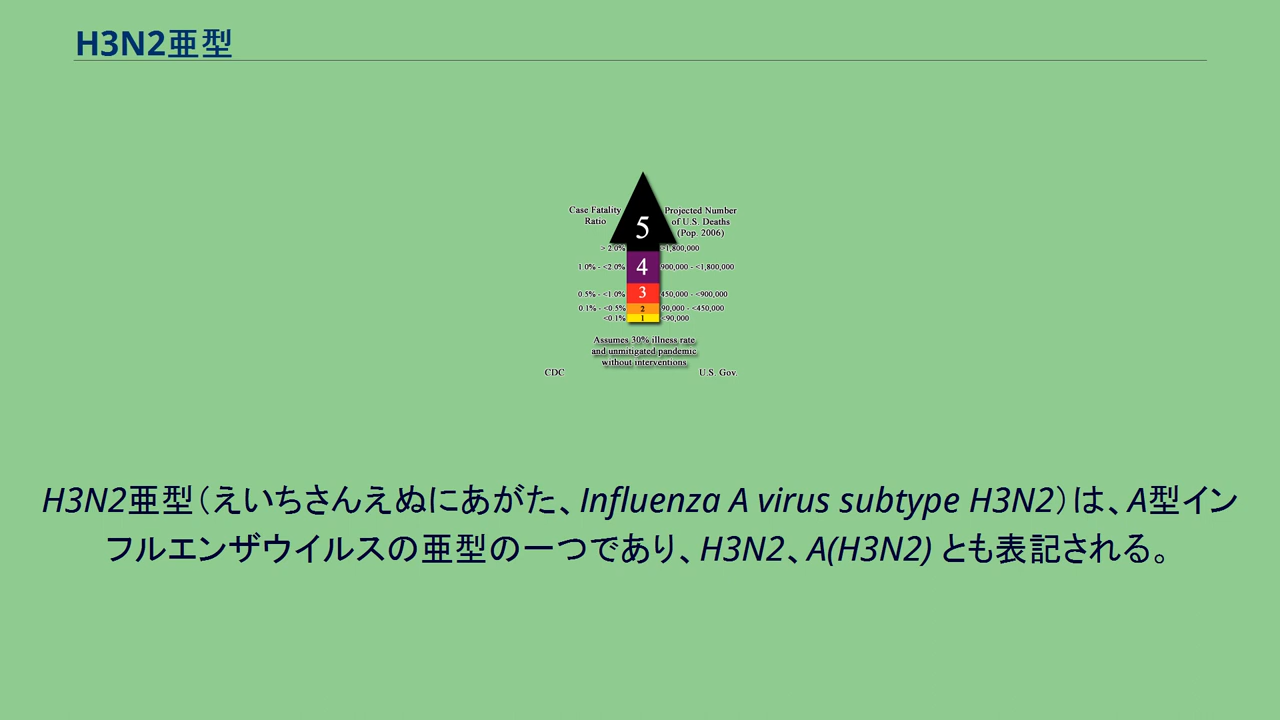 H3N2亜型
Case Fatality Ratio
Projected Number of U.S. Deaths (Pop. 2006)
5
> 2.0%
>1,800,000
1.0% - <2.0%
4
900,000 - <1,800,000
0.5% - <1.0%
3
450,000 - <900,000
0.1% - <0.5%
2
90,000 - <450,000
<0.1%
1
<90,000
Assumes 30% illness rate
and unmitigated pandemic
without interventions
CDC
U.S. Gov.
H3N2亜型（えいちさんえぬにあがた、Influenza A virus subtype H3N2）は、A型イン
フルエンザウイルスの亜型の一つであり、H3N2、A(H3N2) とも表記される。